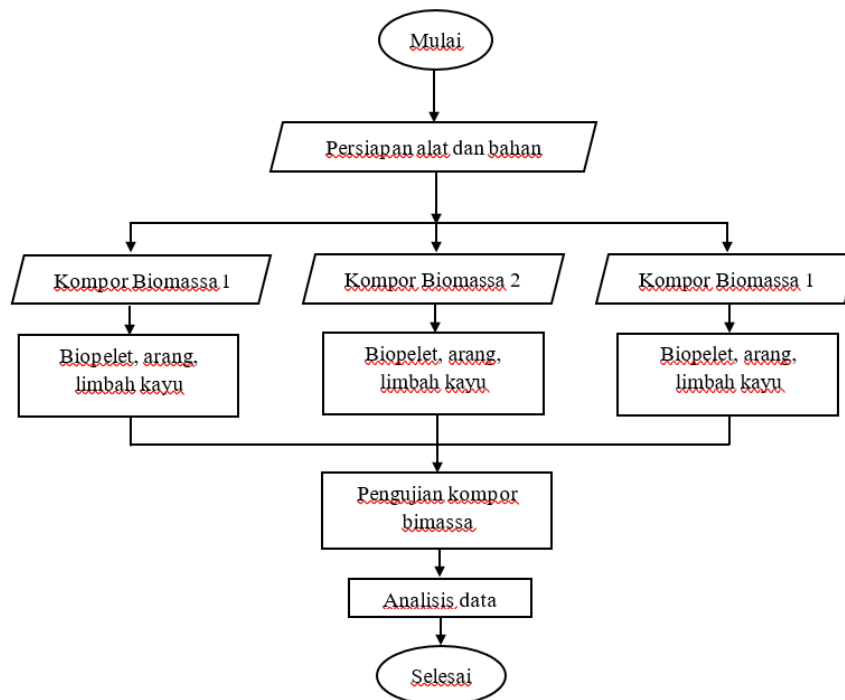 Mulai
Persiapan alat dan bahan
Kompor Biomassa 1
Kompor Biomassa 2
Kompor Biomassa 1
Biopelet, arang,
limbah kayu
Biopelet, arang,
limbah kayu
Biopelet, arang,
limbah kayu
Pengujian kompor
bimassa
Analisis data
Selesai